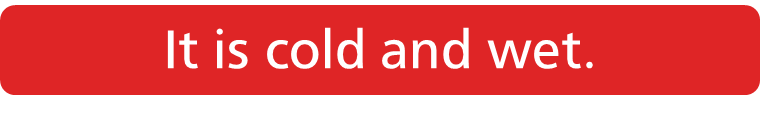 It is cold and wet.